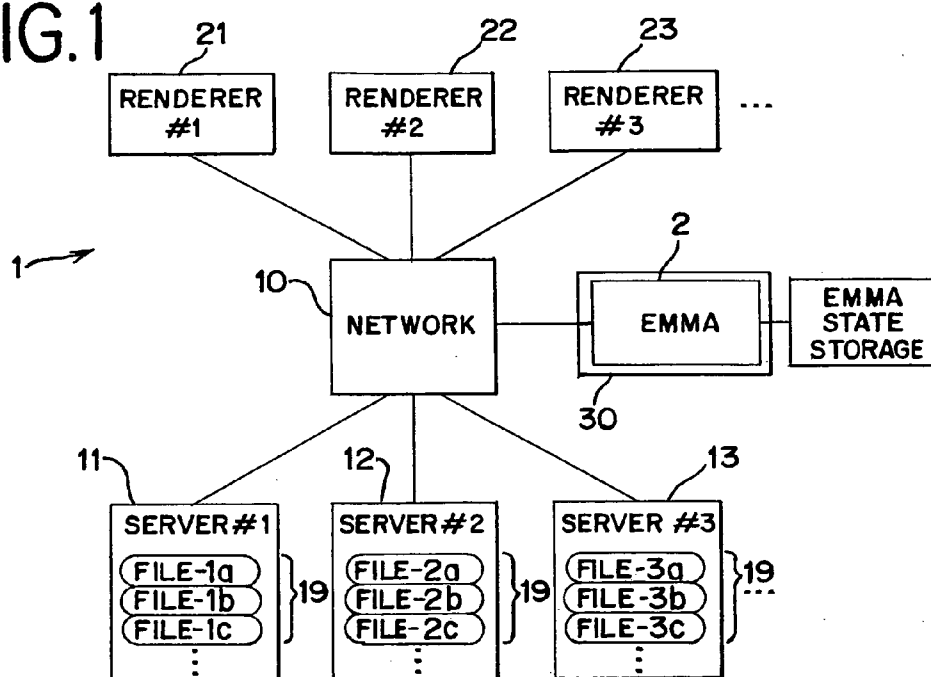 IG.1
21
22
23
RENDERER
#1
RENDERER
#2
RENDERER
#3
...
1
10
NETWORK
2
EMMA
30
EMMA
STATE
STORAGE
11
12
13
SERVER #1
FILE-1a
FILE-1b
FILE-1c
19
SERVER #2
FILE-2a
FILE-2b
FILE-2c
19
SERVER #3
FILE-3a
FILE-3b
FILE-3c
19